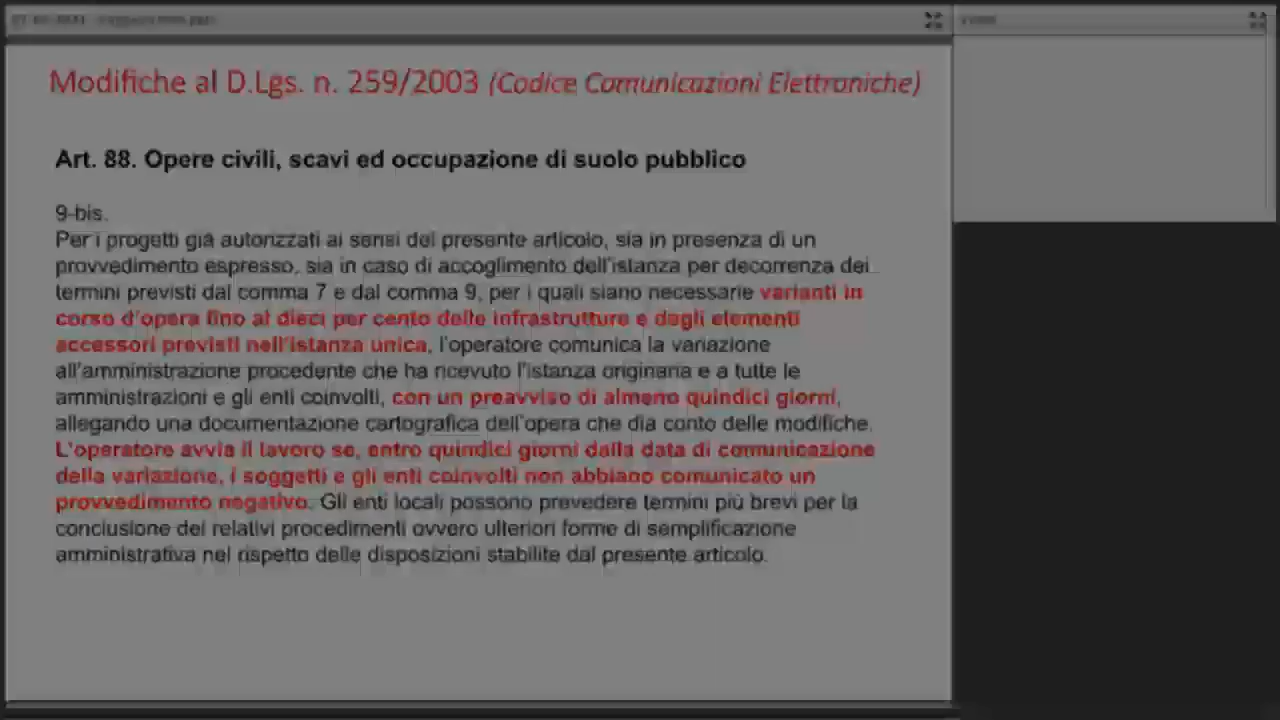 Modifiche al D.Lgs. n. 259/2003 (Codice Comunicazioni Elettroniche)
Art. 88. Opere civili, scavi ed occupazione di suolo pubblico
9-bis.
Per i progetti già autorizzati ai sensi del presente articolo, sia in presenza di un
provvedimento espresso, sia in caso di accoglimento dell'istanza per decorrenza dei
termini previsti dal comma 7 e dal comma 9, per i quali siano necessarie varianti in
corso d'opera fino al dieci per cento delle infrastrutture e degli elementi
accessori previsti nell'istanza unica, l'operatore comunica la variazione
all'amministrazione procedente che ha ricevuto l'istanza originaria e a tutte le
amministrazioni e gli enti coinvolti, con un preavviso di almeno quindici giorni,
allegando una documentazione cartografica dell'opera che dia conto delle modifiche.
L'operatore avvia il lavoro se, entro quindici giorni dalla data di comunicazione
della variazione, i soggetti e gli enti coinvolti non abbiano comunicato un
provvedimento negativo. Gli enti locali possono prevedere termini più brevi per la
conclusione dei relativi procedimenti ovvero ulteriori forme di semplificazione
amministrativa nel rispetto delle disposizioni stabilite dal presente articolo.